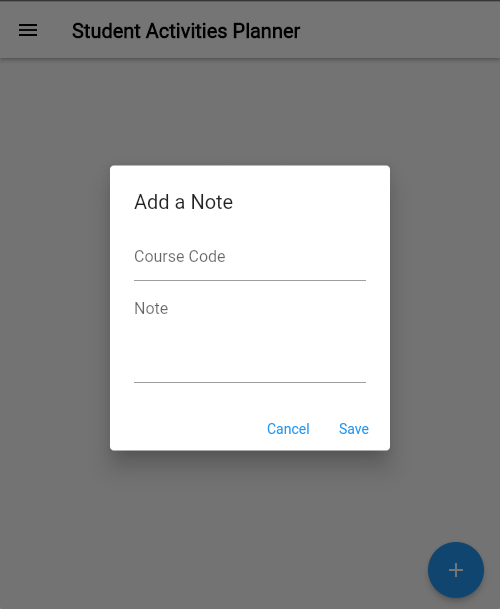 Student Activities Planner
Add a Note
Course Code
Note
Cancel Save